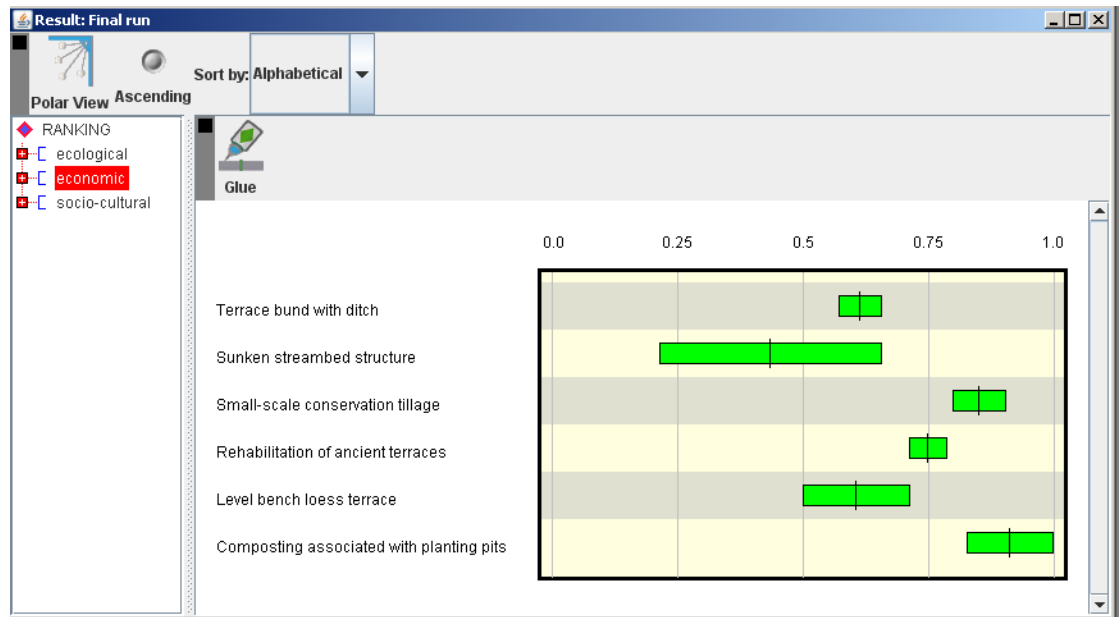 Result: Final run
Polar View
Ascending
Sort by: Alphabetical
RANKING
ecological
economic
socio-cultural
Glue
0.0 0.25 0.5 0.75 1.0
Terrace bund with ditch
Sunken streambed structure
Small-scale conservation tillage
Rehabilitation of ancient terraces
Level bench loess terrace
Composting associated with planting pits